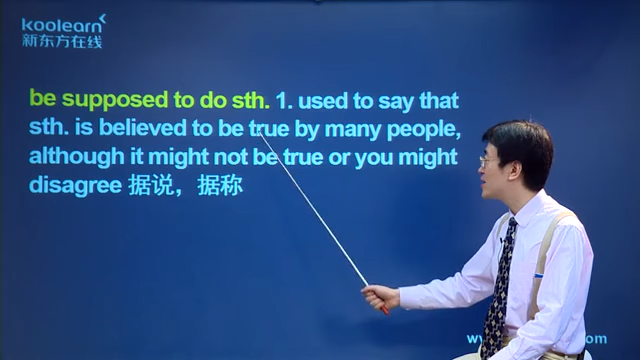 koolearn
新东方在线
be supposed to do sth. 1. used to say that
sth. is believed to be true by many people,
although it might not be true or you might
disagree 据说，据称